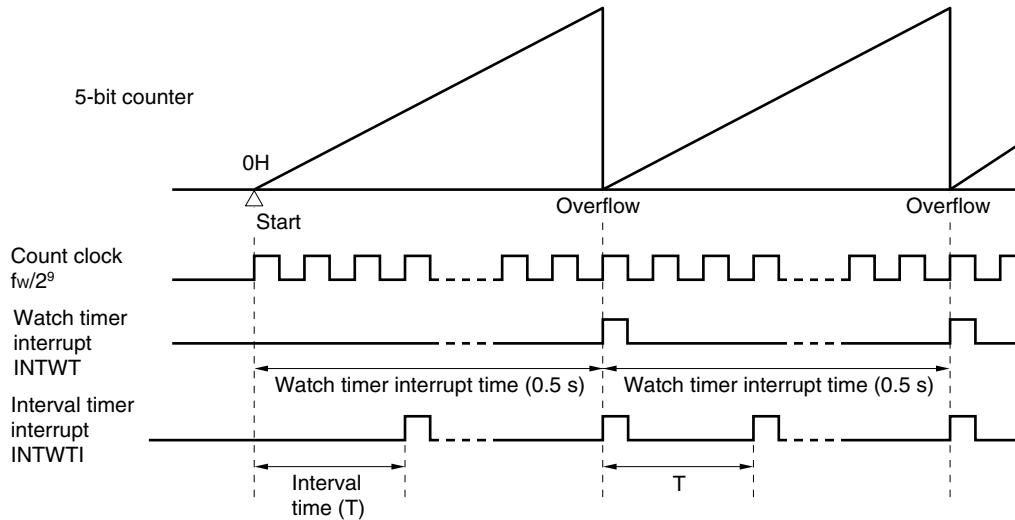 5-bit counter
0H
Start
Overflow
Overflow
Count clock
fw/2⁹
Watch timer
interrupt
INTWT
Watch timer interrupt time (0.5 s)
Watch timer interrupt time (0.5 s)
Interval timer
interrupt
INTWTI
Interval
time (T)
T